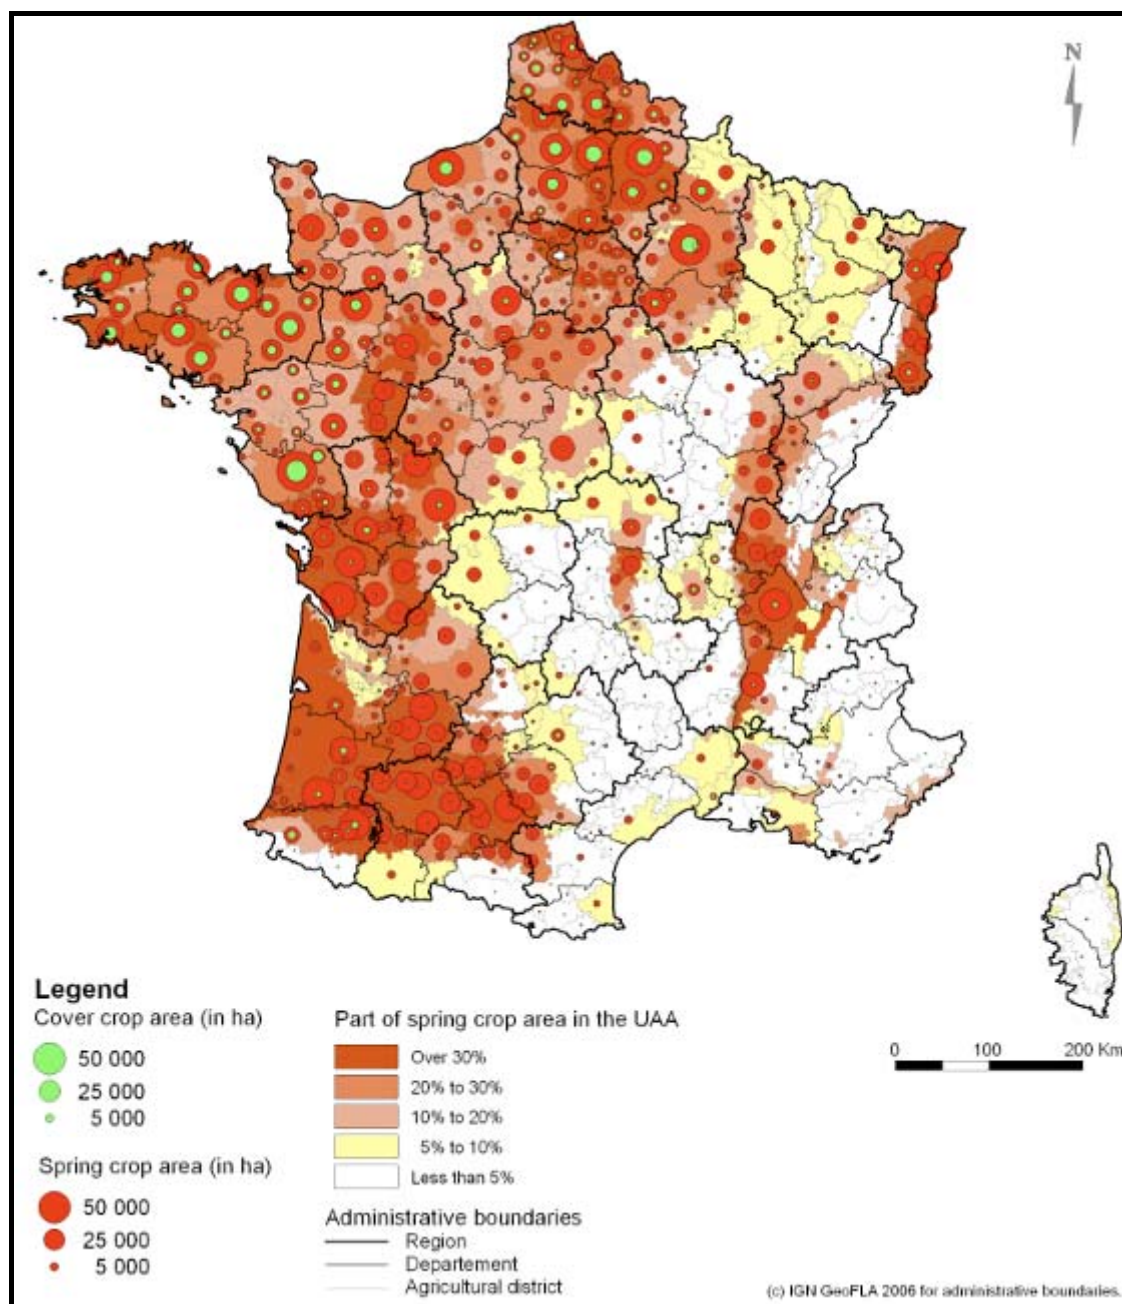 N
Legend
Cover crop area (in ha)
50 000
25 000
5 000
Spring crop area (in ha)
50 000
25 000
5 000
Part of spring crop area in the UAA
Over 30%
20% to 30%
10% to 20%
5% to 10%
Less than 5%
Administrative boundaries
Region
Departement
Agricultural district
0 100 200 Km
(c) IGN GeoFLA 2006 for administrative boundaries.